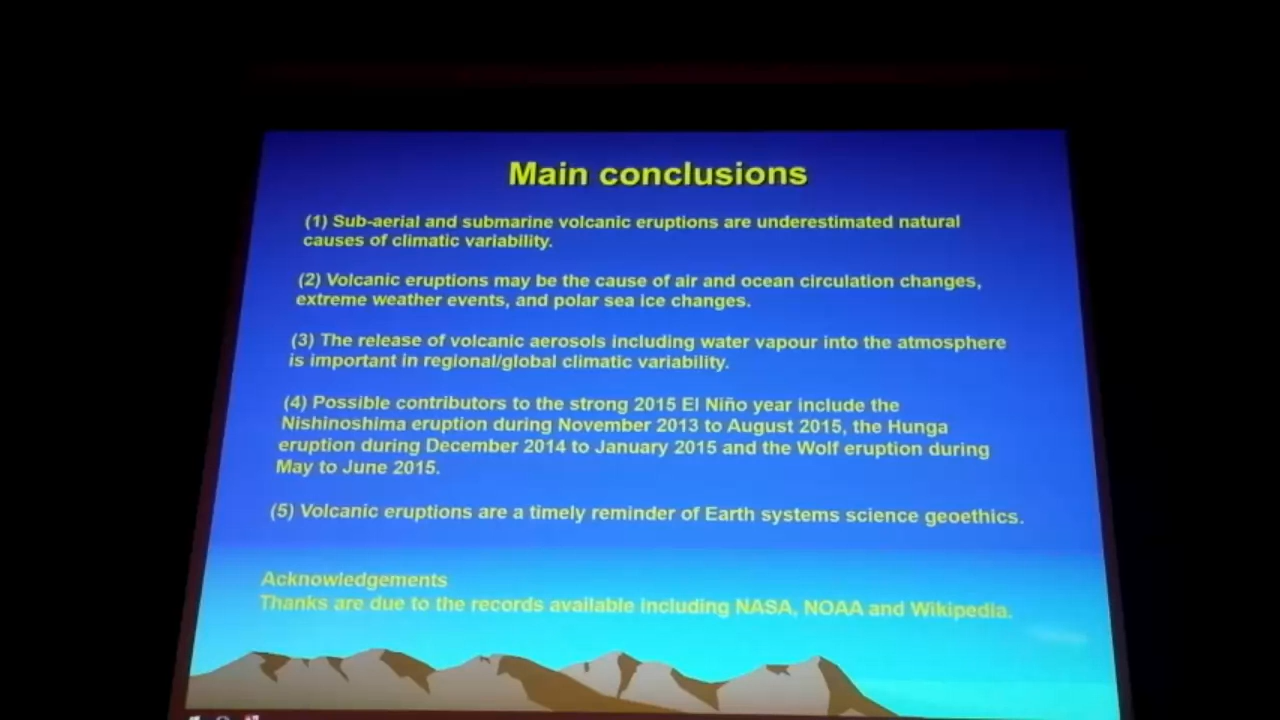 Main conclusions
(1) Sub-aerial and submarine volcanic eruptions are underestimated natural
causes of climatic variability.
(2) Volcanic eruptions may be the cause of air and ocean circulation changes,
extreme weather events, and polar sea ice changes.
(3) The release of volcanic aerosols including water vapour into the atmosphere
is important in regional/global climatic variability.
(4) Possible contributors to the strong 2015 El Niño year include the
Nishinoshima eruption during November 2013 to August 2015, the Hunga
eruption during December 2014 to January 2015 and the Wolf eruption during
May to June 2015.
(5) Volcanic eruptions are a timely reminder of Earth systems science geoethics.
Acknowledgements
Thanks are due to the records available including NASA, NOAA and Wikipedia.